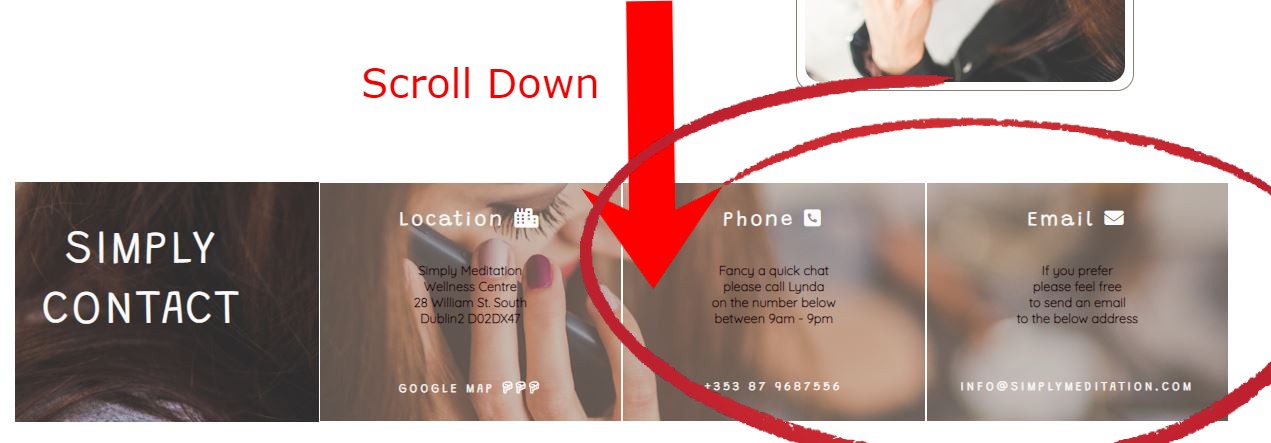 Scroll Down
SIMPLY
CONTACT
Location
Simply Meditation
Wellness Centre
28 William St. South
Dublin2 D02DX47
GOOGLE MAP
Phone
Fancy a quick chat
please call Lynda
on the number below
between 9am - 9pm
+353 87 9687556
Email
If you prefer
please feel free
to send an email
to the below address
INFO@SIMPLYMEDITATION.COM